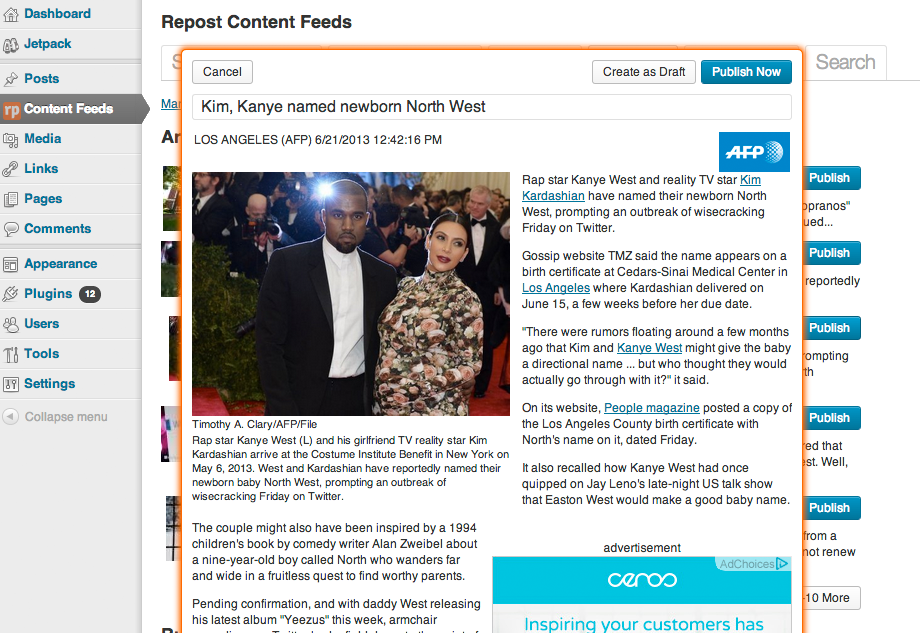 Dashboard
Jetpack
Posts
rp Content Feeds
Media
Links
Pages
Comments
Appearance
Plugins 12
Users
Tools
Settings
Collapse menu
Repost Content Feeds
S
Search
Mar
Ar
Cancel
Create as Draft
Publish Now
Kim, Kanye named newborn North West
LOS ANGELES (AFP) 6/21/2013 12:42:16 PM
AFP
Timothy A. Clary/AFP/File
Rap star Kanye West (L) and his girlfriend TV reality star Kim
Kardashian arrive at the Costume Institute Benefit in New York on
May 6, 2013. West and Kardashian have reportedly named their
newborn baby North West, prompting an outbreak of
wisecracking Friday on Twitter.
Rap star Kanye West and reality TV star Kim
Kardashian have named their newborn North
West, prompting an outbreak of wisecracking
Friday on Twitter.
Gossip website TMZ said the name appears on a
birth certificate at Cedars-Sinai Medical Center in
Los Angeles where Kardashian delivered on
June 15, a few weeks before her due date.
"There were rumors floating around a few months
ago that Kim and Kanye West might give the baby
a directional name ... but who thought they would
actually go through with it?" it said.
On its website, People magazine posted a copy of
the Los Angeles County birth certificate with
North's name on it, dated Friday.
It also recalled how Kanye West had once
quipped on Jay Leno's late-night US talk show
that Easton West would make a good baby name.
The couple might also have been inspired by a 1994
children's book by comedy writer Alan Zweibel about
a nine-year-old boy called North who wanders far
and wide in a fruitless quest to find worthy parents.
Pending confirmation, and with daddy West releasing
his latest album "Yeezus" this week, armchair
advertisement
AdChoices
ceros
Inspiring your customers has
Publish
opranos"
ued...
Publish
reportedly
Publish
ompting
th
Publish
red that
est. Well,
Publish
from a
not renew
10 More